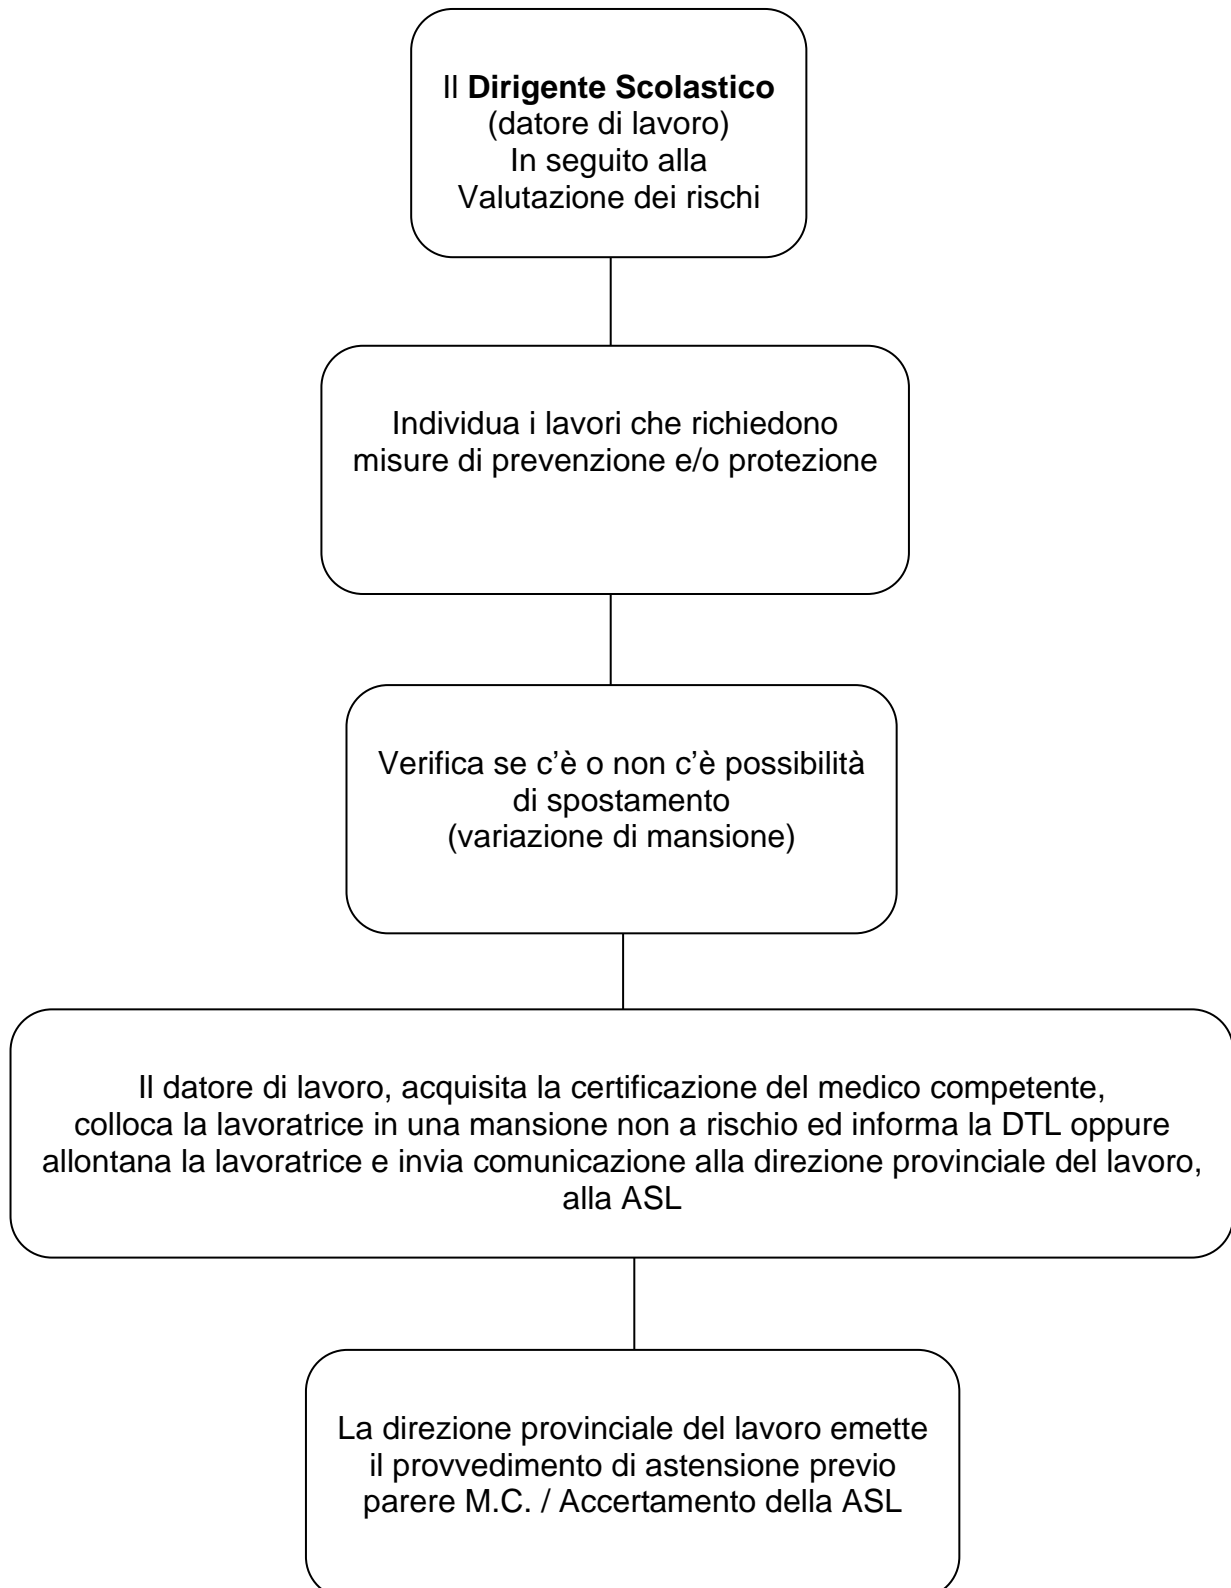 Il Dirigente Scolastico
(datore di lavoro)
In seguito alla
Valutazione dei rischi
Individua i lavori che richiedono
misure di prevenzione e/o protezione
Verifica se c’è o non c’è possibilità
di spostamento
(variazione di mansione)
Il datore di lavoro, acquisita la certificazione del medico competente,
colloca la lavoratrice in una mansione non a rischio ed informa la DTL oppure
allontana la lavoratrice e invia comunicazione alla direzione provinciale del lavoro,
alla ASL
La direzione provinciale del lavoro emette
il provvedimento di astensione previo
parere M.C. / Accertamento della ASL